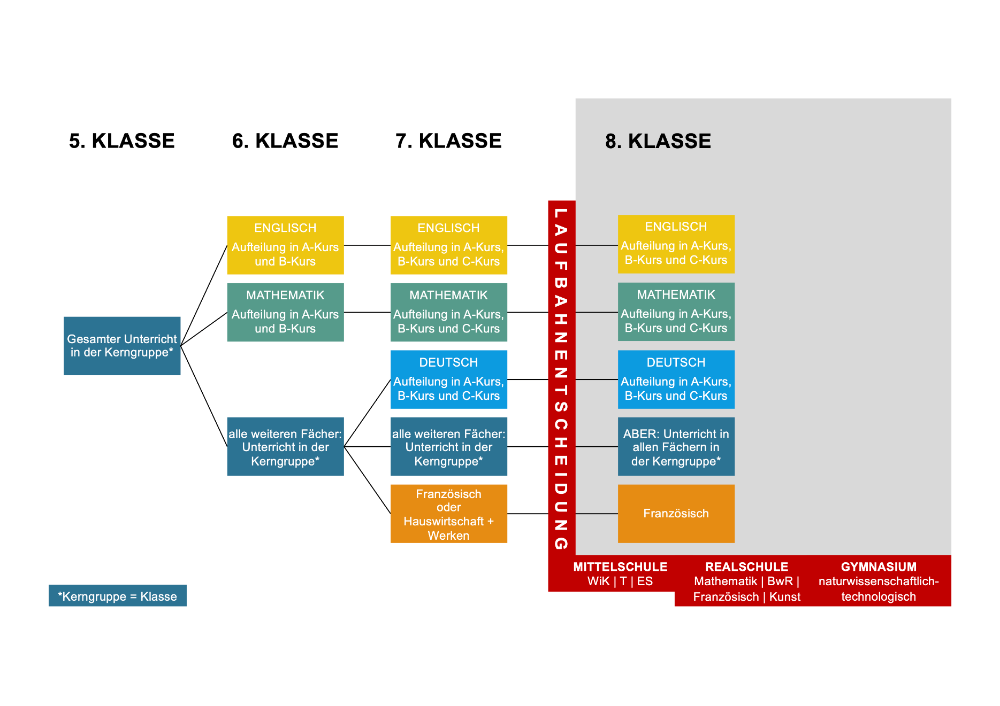 5. KLASSE
6. KLASSE
7. KLASSE
8. KLASSE
Gesamter Unterricht
in der Kerngruppe*
ENGLISCH
Aufteilung in A-Kurs
und B-Kurs
MATHEMATIK
Aufteilung in A-Kurs
und B-Kurs
alle weiteren Fächer:
Unterricht in der
Kerngruppe*
ENGLISCH
Aufteilung in A-Kurs,
B-Kurs und C-Kurs
MATHEMATIK
Aufteilung in A-Kurs,
B-Kurs und C-Kurs
DEUTSCH
Aufteilung in A-Kurs,
B-Kurs und C-Kurs
alle weiteren Fächer:
Unterricht in der
Kerngruppe*
Französisch
oder
Hauswirtschaft +
Werken
LAUFBAHNENTSCHEIDUNG
ENGLISCH
Aufteilung in A-Kurs,
B-Kurs und C-Kurs
MATHEMATIK
Aufteilung in A-Kurs,
B-Kurs und C-Kurs
DEUTSCH
Aufteilung in A-Kurs,
B-Kurs und C-Kurs
ABER: Unterricht in
allen Fächern in
der Kerngruppe*
Französisch
MITTELSCHULE
WiK | T | ES
REALSCHULE
Mathematik | BwR |
Französisch | Kunst
GYMNASIUM
naturwissenschaftlich-
technologisch
*Kerngruppe = Klasse